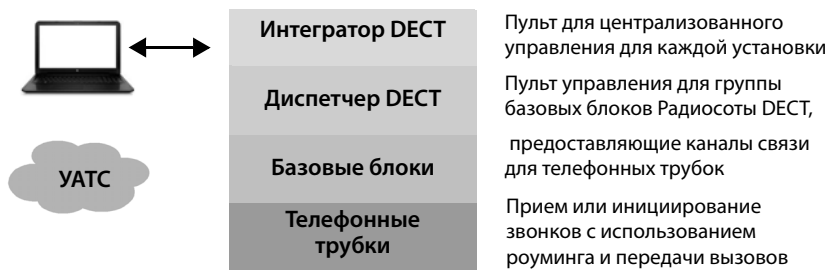 Интегратор DECT
Пульт для централизованного
управления для каждой установки
Диспетчер DECT
Пульт управления для группы
базовых блоков Радиосоты DECT,
УАТС
Базовые блоки
предоставляющие каналы связи
для телефонных трубок
Телефонные
трубки
Прием или инициирование
звонков с использованием
роуминга и передачи вызовов